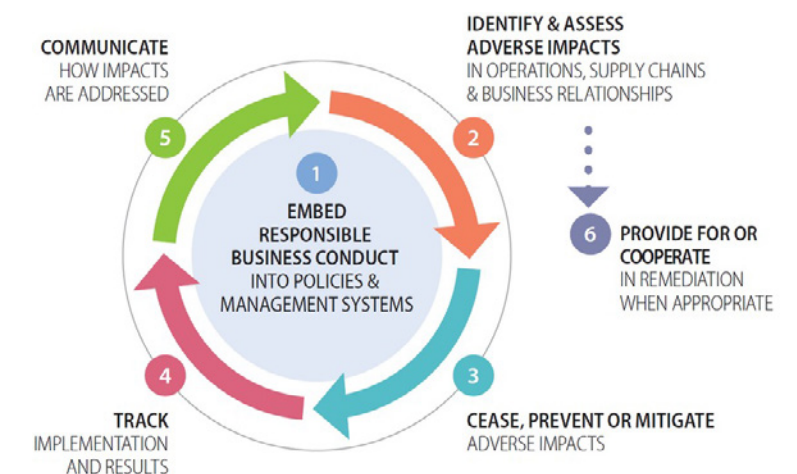 COMMUNICATE
HOW IMPACTS
ARE ADDRESSED
5
IDENTIFY & ASSESS
ADVERSE IMPACTS
IN OPERATIONS, SUPPLY CHAINS
& BUSINESS RELATIONSHIPS
2
1
EMBED
RESPONSIBLE
BUSINESS CONDUCT
INTO POLICIES &
MANAGEMENT SYSTEMS
6
PROVIDE FOR OR
COOPERATE
IN REMEDIATION
WHEN APPROPRIATE
4
TRACK
IMPLEMENTATION
AND RESULTS
3
CEASE, PREVENT OR MITIGATE
ADVERSE IMPACTS